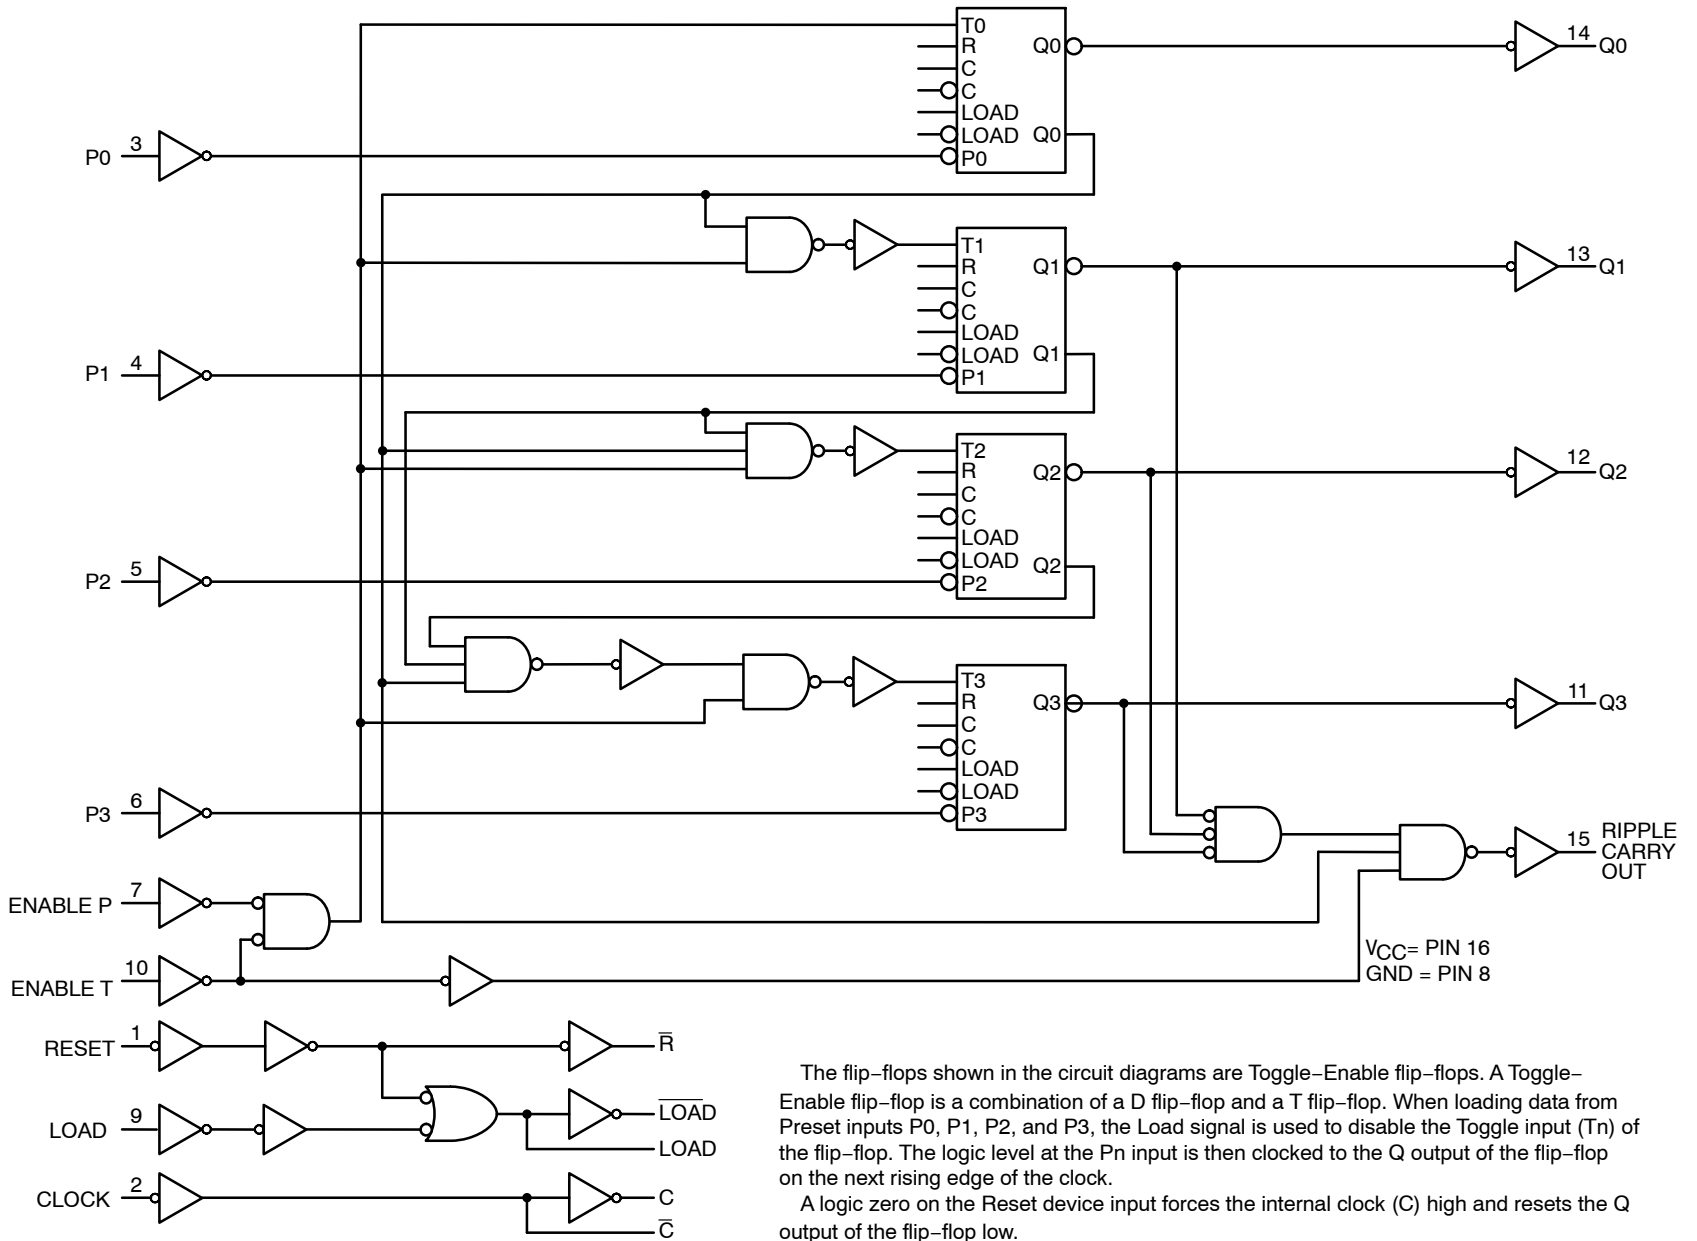 T0
R
Q0
C
C
LOAD
LOAD
Q0
P0
14
Q0
P0
3
T1
R
Q1
C
C
LOAD
LOAD
Q1
P1
13
Q1
P1
4
T2
R
Q2
C
C
LOAD
LOAD
Q2
P2
12
Q2
P2
5
T3
R
Q3
C
C
LOAD
LOAD
P3
11
Q3
P3
6
15
RIPPLE
CARRY
OUT
ENABLE P
7
ENABLE T
10
VCC= PIN 16
GND = PIN 8
RESET
1
R̅
LOAD
9
L̅O̅A̅D̅
LOAD
CLOCK
2
C
C̅
The flip−flops shown in the circuit diagrams are Toggle−Enable flip−flops. A Toggle−
Enable flip−flop is a combination of a D flip−flop and a T flip−flop. When loading data from
Preset inputs P0, P1, P2, and P3, the Load signal is used to disable the Toggle input (Tn) of
the flip−flop. The logic level at the Pn input is then clocked to the Q output of the flip−flop
on the next rising edge of the clock.
A logic zero on the Reset device input forces the internal clock (C) high and resets the Q
output of the flip−flop low.